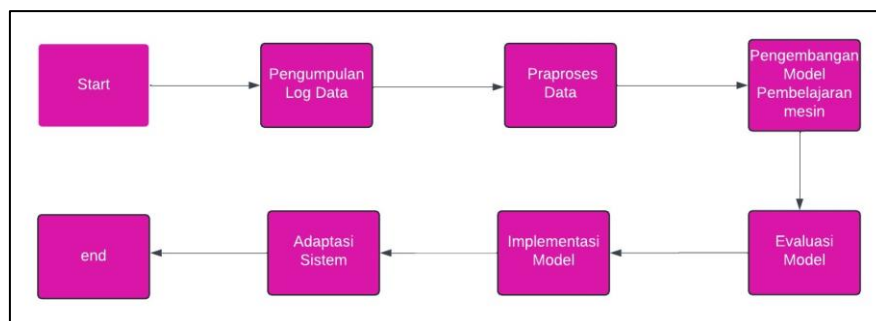 Start
Pengumpulan
Log Data
Praproses
Data
Pengembangan
Model
Pembelajaran
mesin
Evaluasi
Model
Implementasi
Model
Adaptasi
Sistem
end